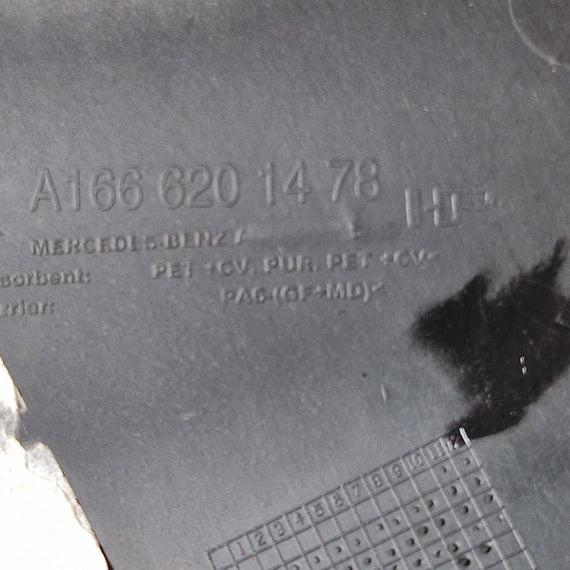 A166 620 14 78
MERCEDES-BENZ
sorbent: PET +CV, PUR, PET +CV<
rrier: PA6-(GF+MD)<
1 2 3 4 5 6 7 8 9 10 11 12